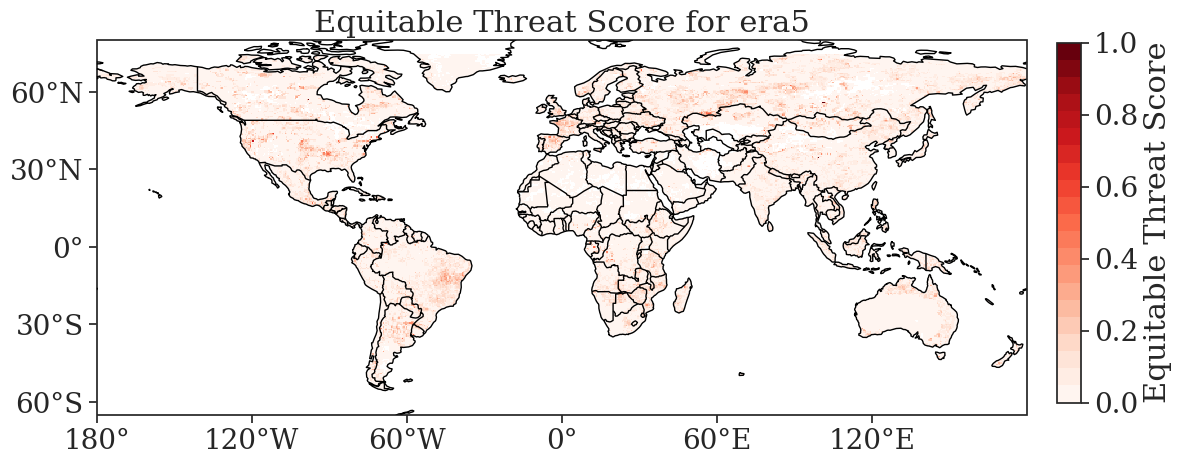 Equitable Threat Score for era5
60°N
30°N
0°
30°S
60°S
180°
120°W
60°W
0°
60°E
120°E
1.0
0.8
0.6
0.4
0.2
0.0
Equitable Threat Score